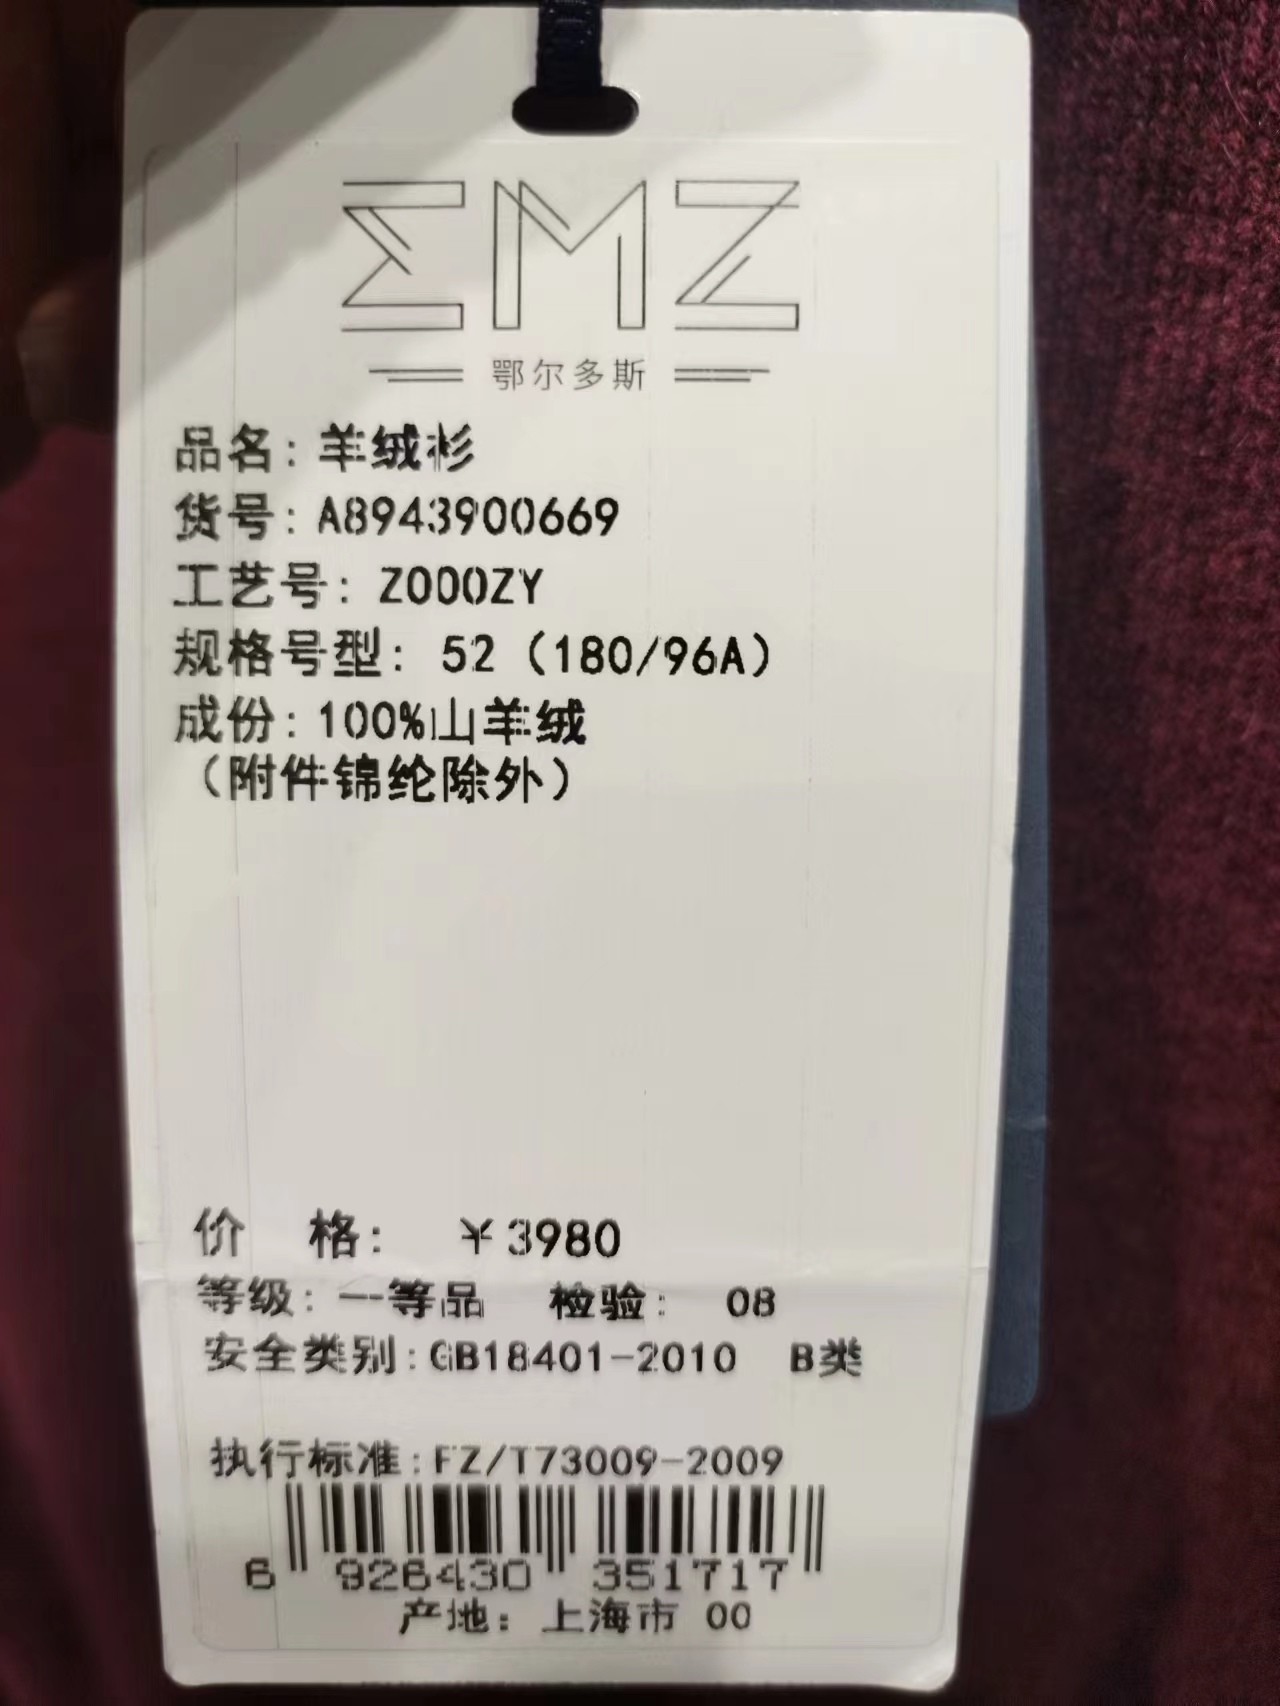 EMZ
鄂尔多斯
品名: 羊绒衫
货号: A8943900669
工艺号: Z000ZY
规格号型: 52（180/96A）
成份: 100%山羊绒
（附件锦纶除外）
价 格: ￥3980
等级: 一等品 检验: 08
安全类别:GB18401-2010 B类
执行标准:FZ/T73009-2009
6 926430 351717
产地: 上海市 00